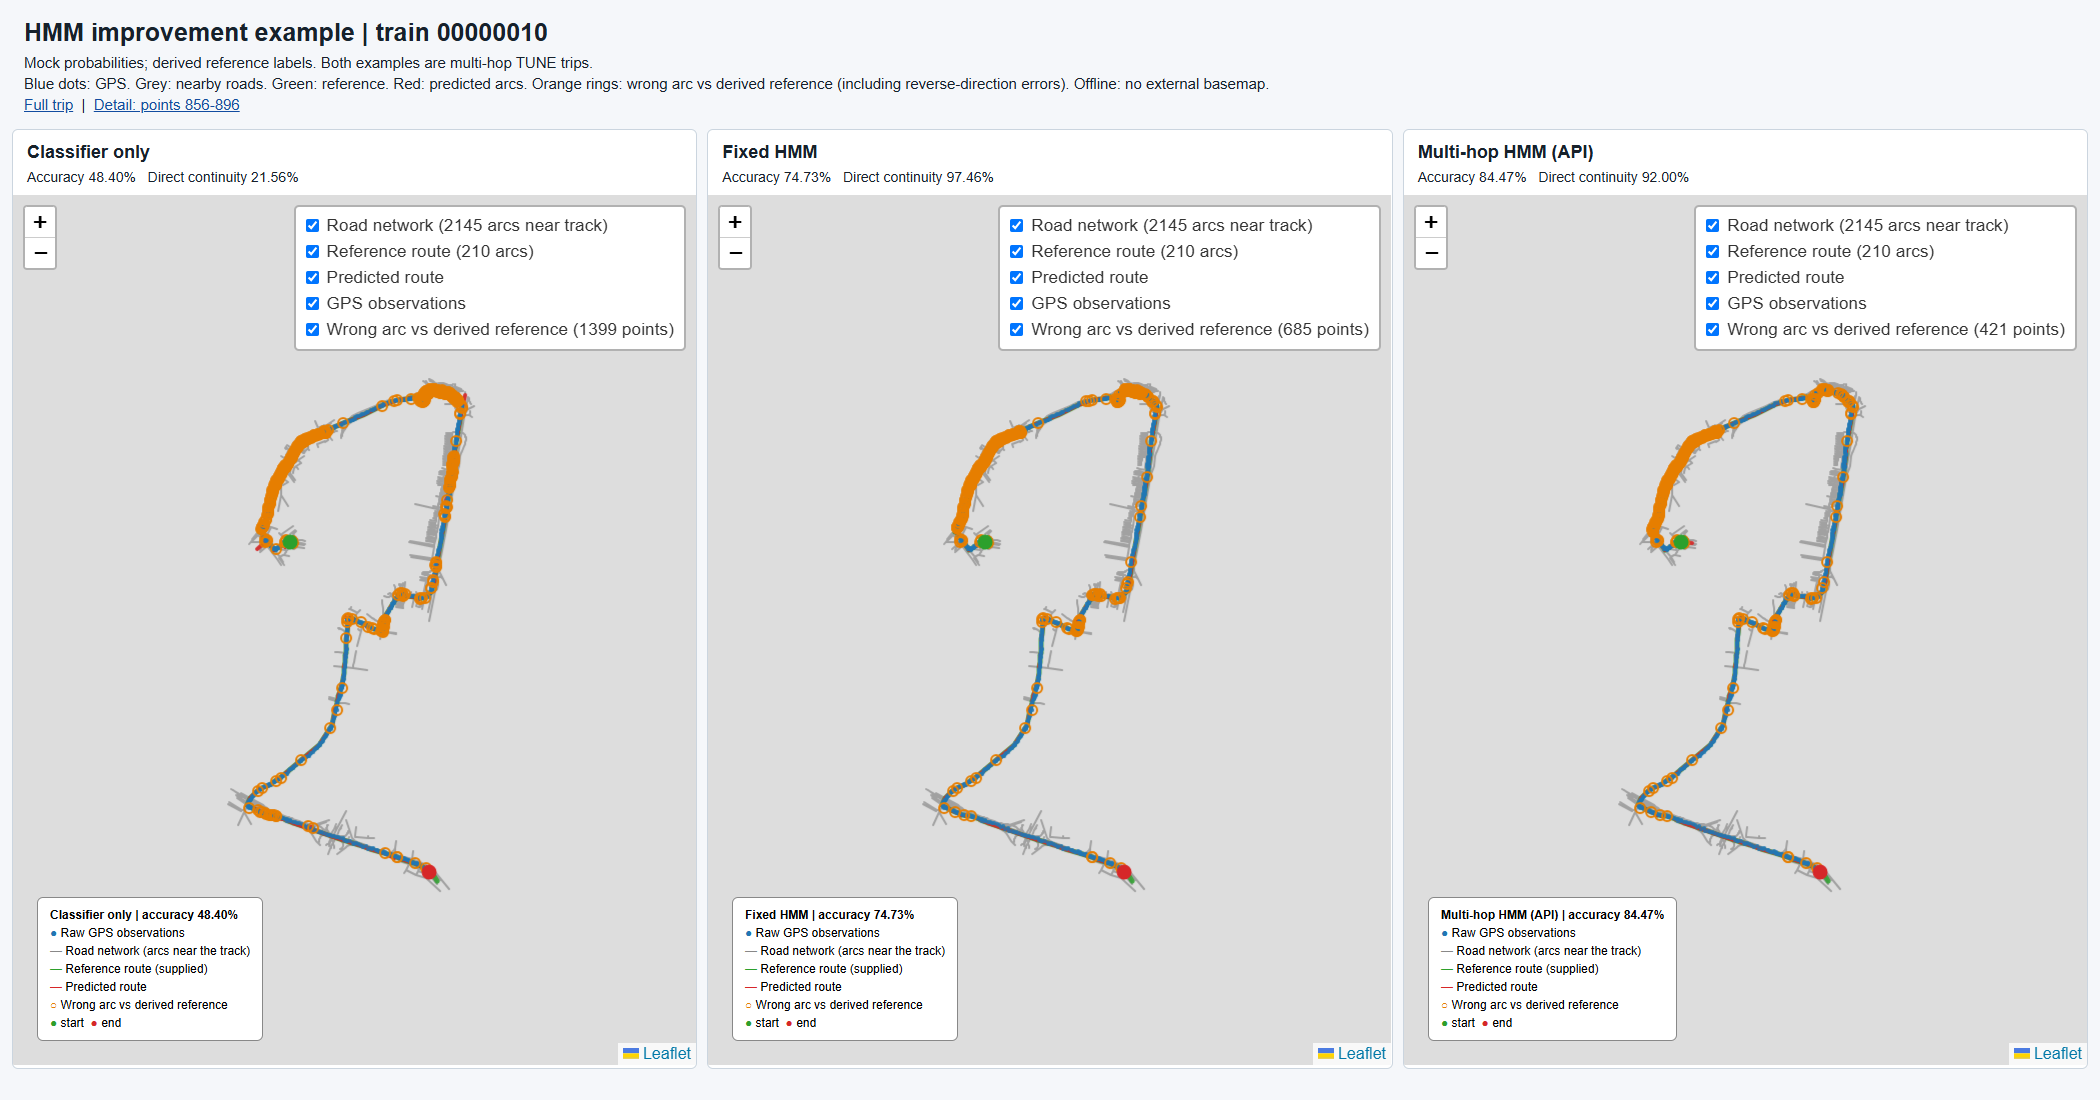 HMM improvement example | train 00000010
Mock probabilities; derived reference labels. Both examples are multi-hop TUNE trips.
Blue dots: GPS. Grey: nearby roads. Green: reference. Red: predicted arcs. Orange rings: wrong arc vs derived reference (including reverse-direction errors). Offline: no external basemap.
Full trip | Detail: points 856-896
Classifier only
Accuracy 48.40% Direct continuity 21.56%
+
−
Road network (2145 arcs near track)
Reference route (210 arcs)
Predicted route
GPS observations
Wrong arc vs derived reference (1399 points)
Classifier only | accuracy 48.40%
Raw GPS observations
Road network (arcs near the track)
Reference route (supplied)
Predicted route
Wrong arc vs derived reference
start end
Leaflet
Fixed HMM
Accuracy 74.73% Direct continuity 97.46%
+
−
Road network (2145 arcs near track)
Reference route (210 arcs)
Predicted route
GPS observations
Wrong arc vs derived reference (685 points)
Fixed HMM | accuracy 74.73%
Raw GPS observations
Road network (arcs near the track)
Reference route (supplied)
Predicted route
Wrong arc vs derived reference
start end
Leaflet
Multi-hop HMM (API)
Accuracy 84.47% Direct continuity 92.00%
+
−
Road network (2145 arcs near track)
Reference route (210 arcs)
Predicted route
GPS observations
Wrong arc vs derived reference (421 points)
Multi-hop HMM (API) | accuracy 84.47%
Raw GPS observations
Road network (arcs near the track)
Reference route (supplied)
Predicted route
Wrong arc vs derived reference
start end
Leaflet